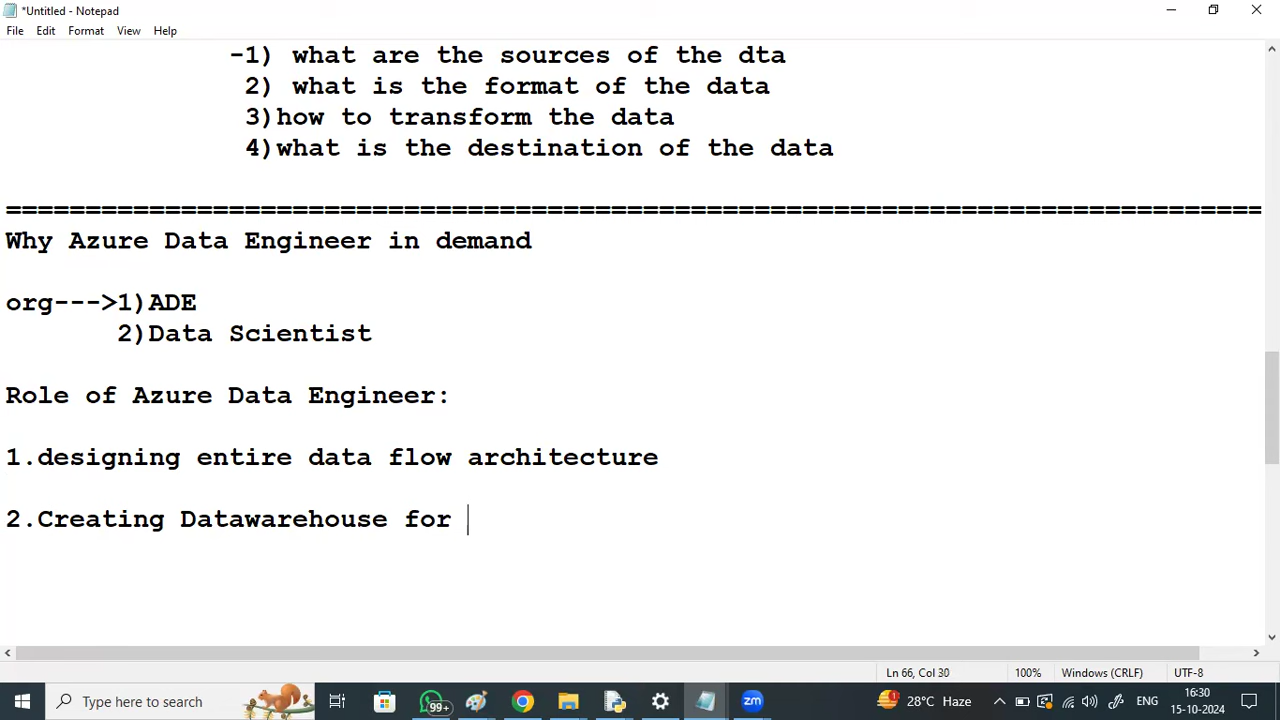 *Untitled - Notepad
File Edit Format View Help
-1) what are the sources of the dta
2) what is the format of the data
3)how to transform the data
4)what is the destination of the data
================================================================================
Why Azure Data Engineer in demand
org--->1)ADE
2)Data Scientist
Role of Azure Data Engineer:
1.designing entire data flow architecture
2.Creating Datawarehouse for
Ln 66, Col 30 100% Windows (CRLF) UTF-8
Type here to search 99+ zm 1 28°C Haze ENG 16:30
15-10-2024